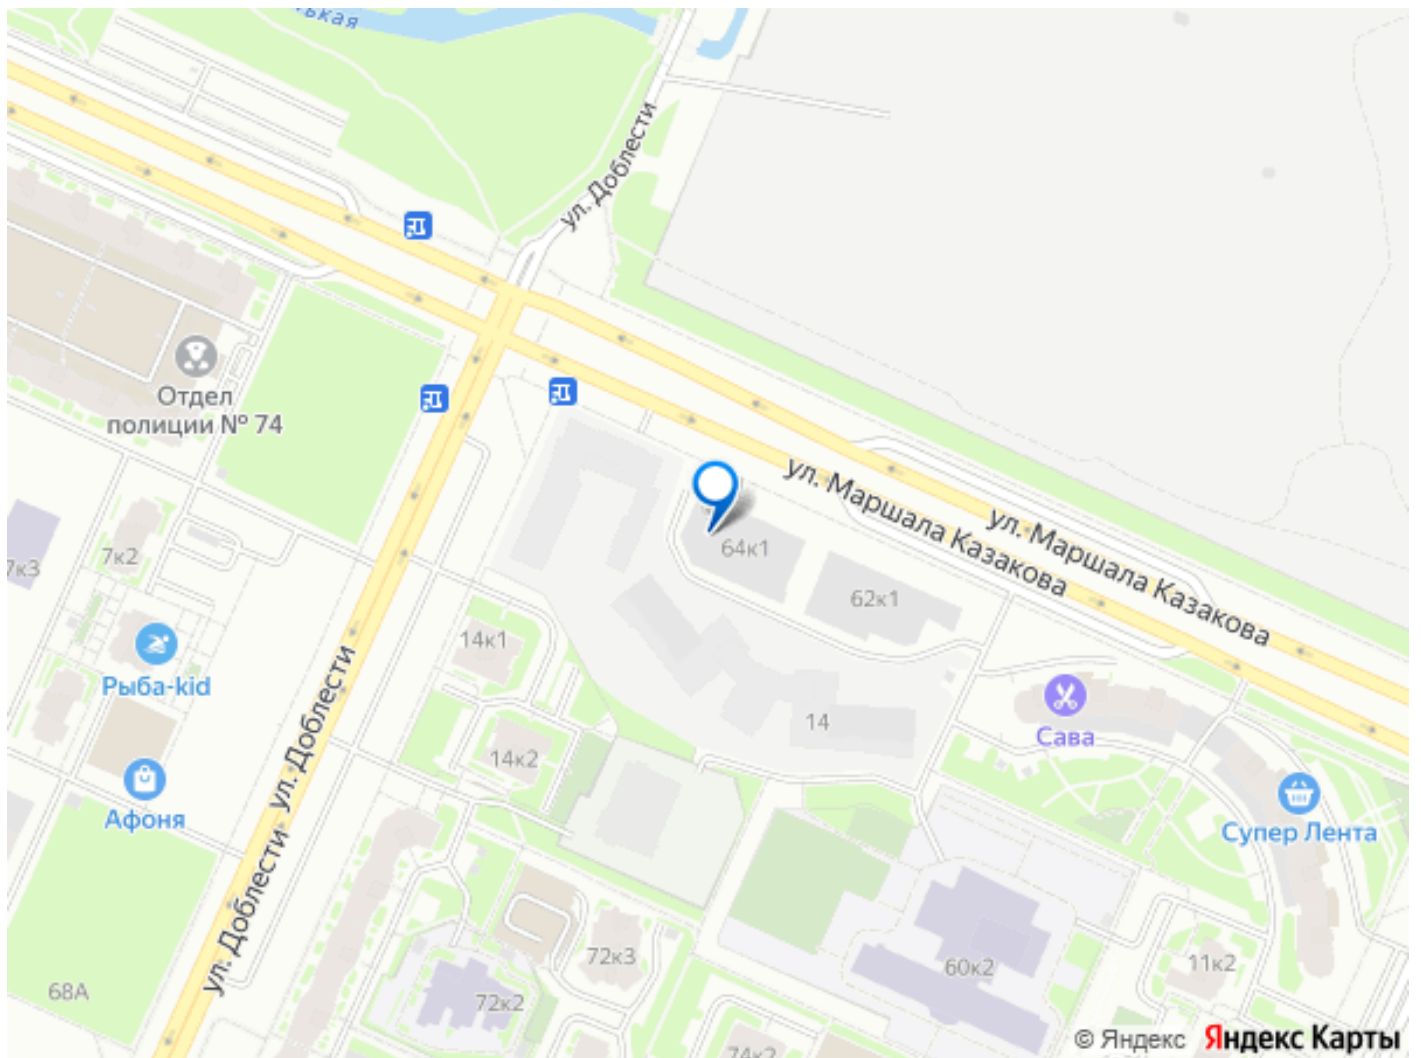 ул. Доблести
Отдел
полиции № 74
ул. Маршала Казакова
ул. Маршала Казакова
64к1
62к1
7к2
7к3
14к1
Рыба-kid
ул. Доблести
Сава
14
14к2
Афоня
Супер Лента
ул. Доблести
72к3
11к2
60к2
68А
72к2
74к2
© Яндекс Яндекс Карты